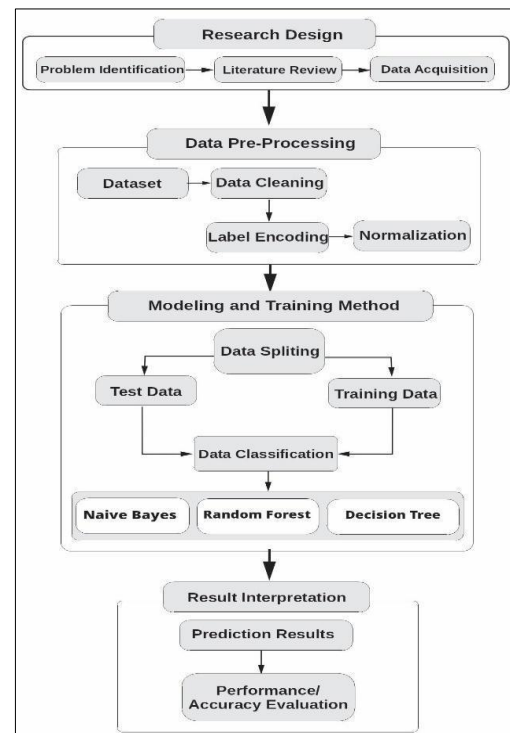 Research Design
Problem Identification
Literature Review
Data Acquisition
Data Pre-Processing
Dataset
Data Cleaning
Label Encoding
Normalization
Modeling and Training Method
Data Spliting
Test Data
Training Data
Data Classification
Naive Bayes
Random Forest
Decision Tree
Result Interpretation
Prediction Results
Performance/
Accuracy Evaluation